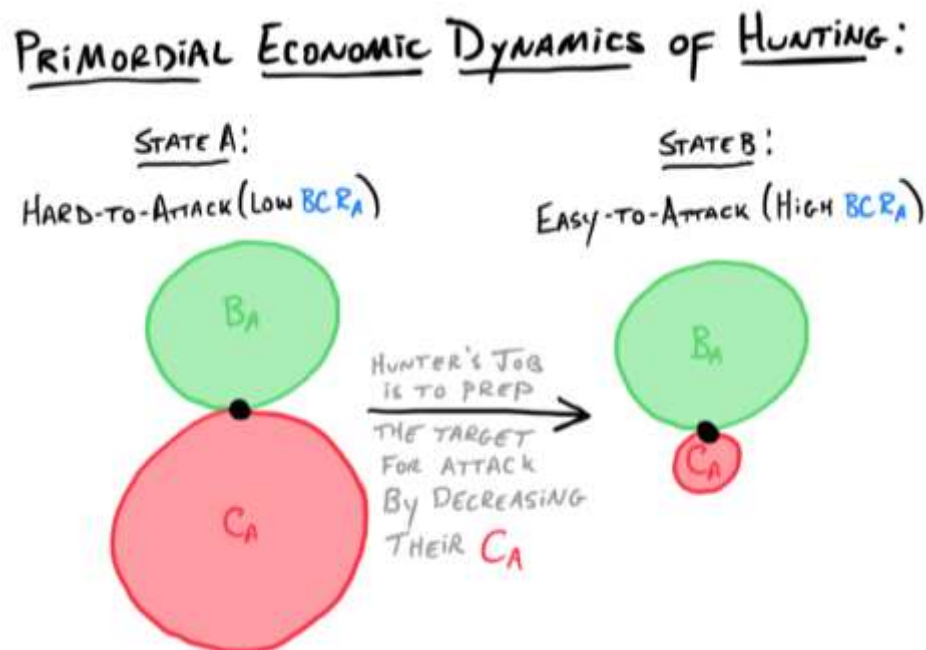 PRIMORDIAL ECONOMIC DYNAMICS OF HUNTING:
STATE A:
HARD-TO-ATTACK (LOW BCRA)
BA
CA
HUNTER'S JOB
IS TO PREP
THE TARGET
FOR ATTACK
BY DECREASING
THEIR CA
STATE B:
EASY-TO-ATTACK (HIGH BCRA)
BA
CA